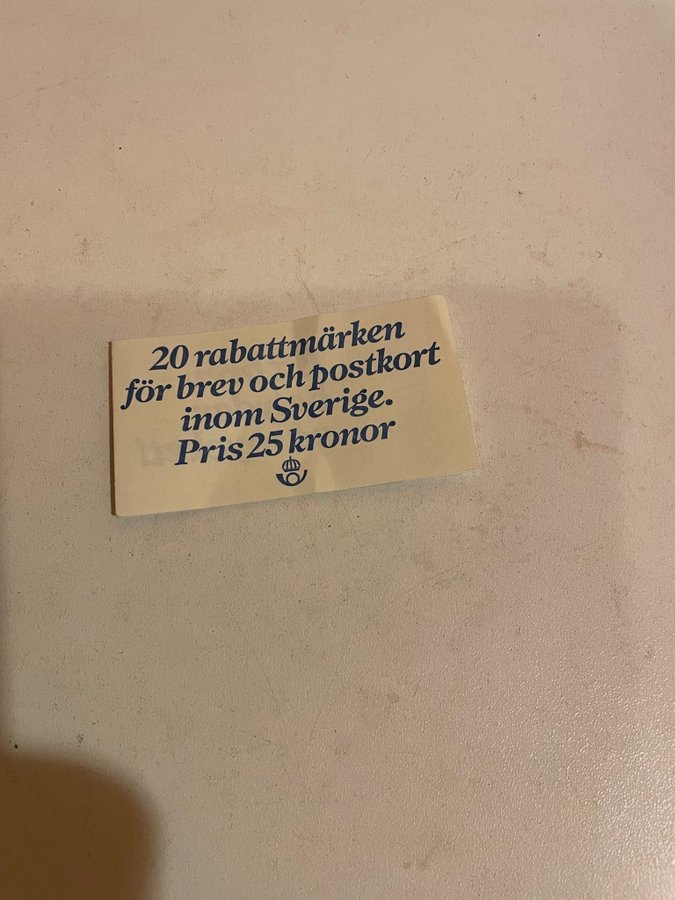 20 rabattmärken
för brev och postkort
inom Sverige.
Pris 25 kronor